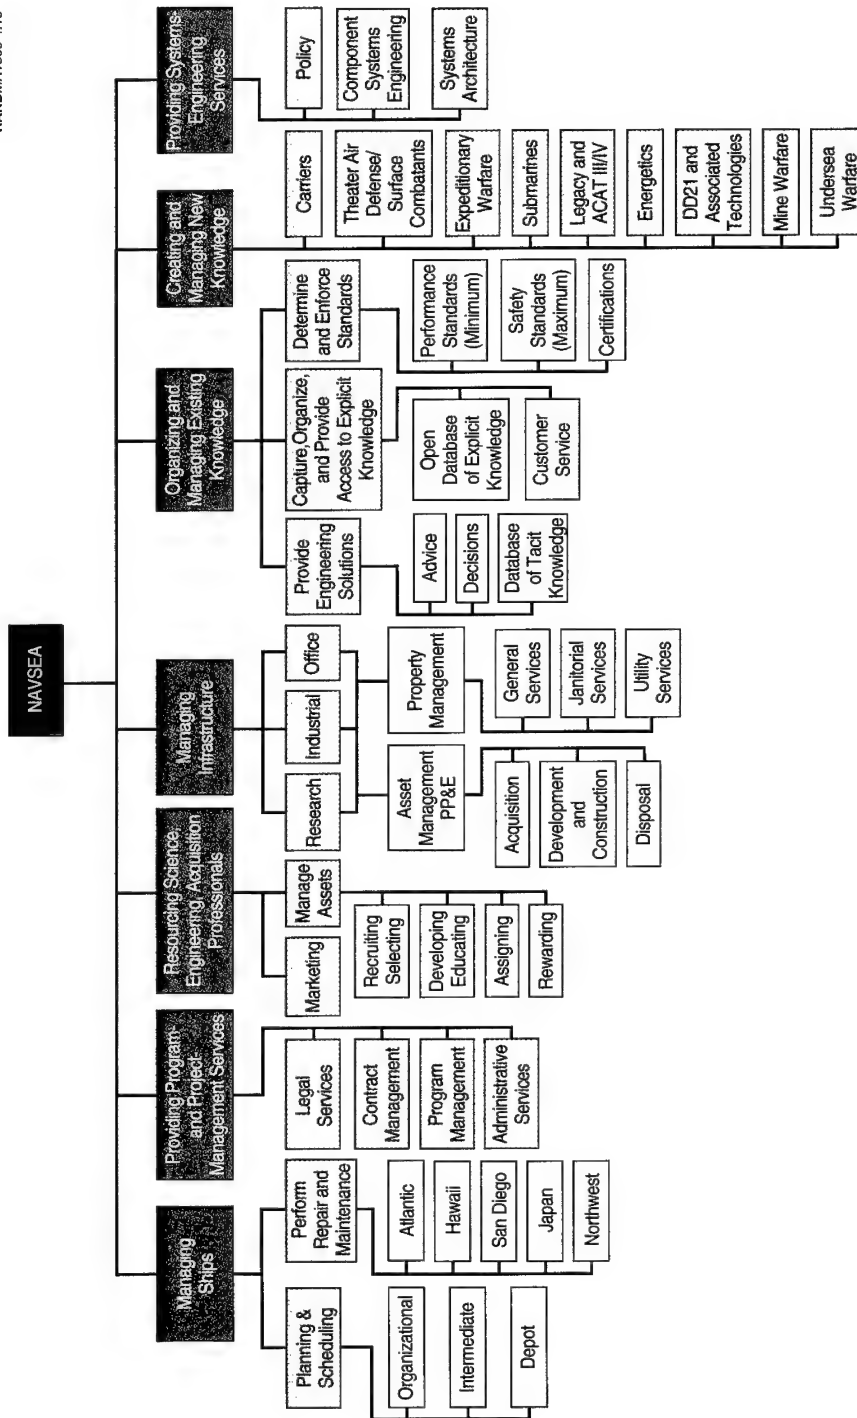 NAVSEA
Managing
Ships
Planning &
Scheduling
Organizational
Intermediate
Depot
Perform
Repair and
Maintenance
Atlantic
Hawaii
San Diego
Japan
Northwest
Providing Program-
and Project-
Management Services
Legal
Services
Contract
Management
Program
Management
Administrative
Services
Resourcing Science,
Engineering, Acquisition
Professionals
Marketing
Manage
Assets
Recruiting
Selecting
Developing
Educating
Assigning
Rewarding
Managing
Infrastructure
Research
Industrial
Office
Asset
Management
PP&E
Acquisition
Development
and
Construction
Disposal
Property
Management
General
Services
Janitorial
Services
Utility
Services
Organizing and
Managing Existing
Knowledge
Provide
Engineering
Solutions
Advice
Decisions
Database
of Tacit
Knowledge
Capture, Organize,
and Provide
Access to Explicit
Knowledge
Open
Database
of Explicit
Knowledge
Customer
Service
Determine
and Enforce
Standards
Performance
Standards
(Minimum)
Safety
Standards
(Maximum)
Certifications
Creating and
Managing New
Knowledge
Carriers
Theater Air
Defense/
Surface
Combatants
Expeditionary
Warfare
Submarines
Legacy and
ACAT III/IV
Energetics
DD21 and
Associated
Technologies
Mine Warfare
Undersea
Warfare
Providing Systems-
Engineering
Services
Policy
Component
Systems
Engineering
Systems
Architecture